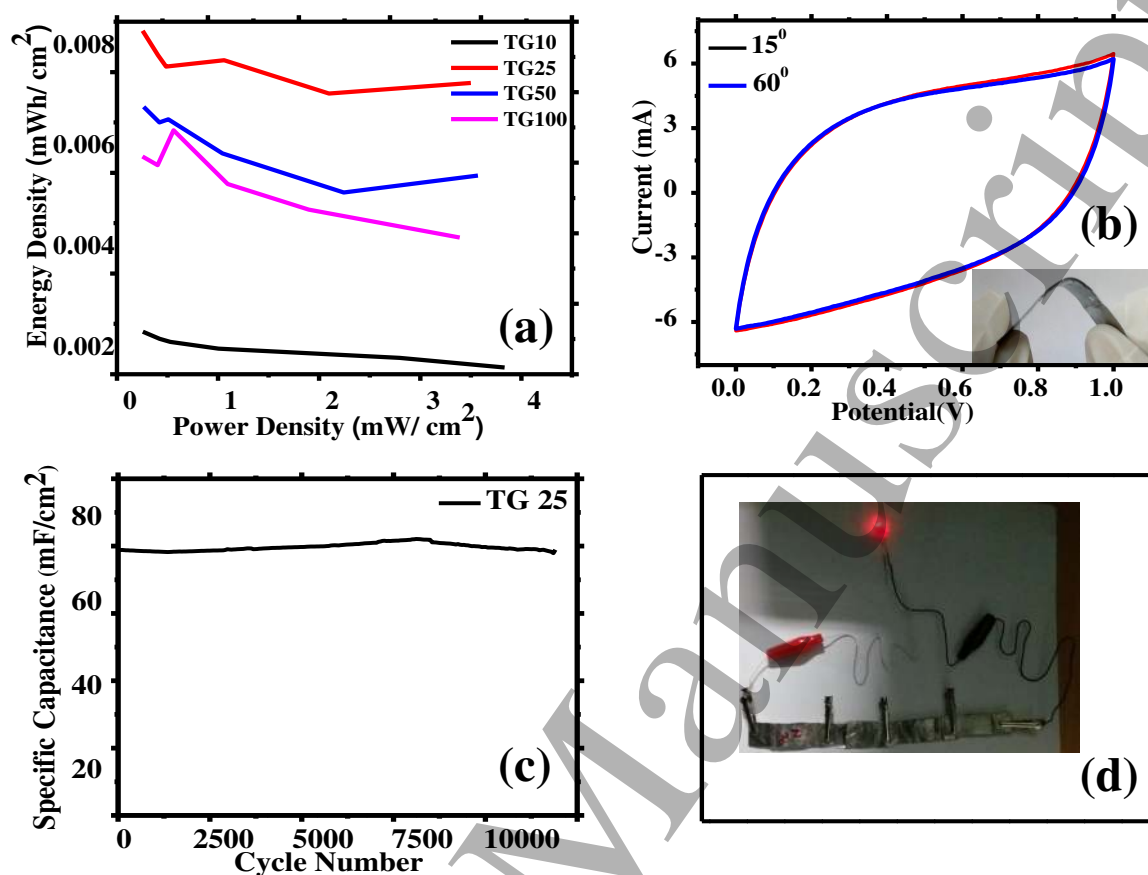 (a)
Energy Density (mWh/ cm²)
0.008
0.006
0.004
0.002
TG10
TG25
TG50
TG100
0 1 2 3 4
Power Density (mW/ cm²)
(b)
15⁰
60⁰
Current (mA)
6
3
0
-3
-6
0.0 0.2 0.4 0.6 0.8 1.0
Potential(V)
(c)
TG 25
Specific Capacitance (mF/cm²)
80
60
40
20
0 2500 5000 7500 10000
Cycle Number
(d)
Manuscrip